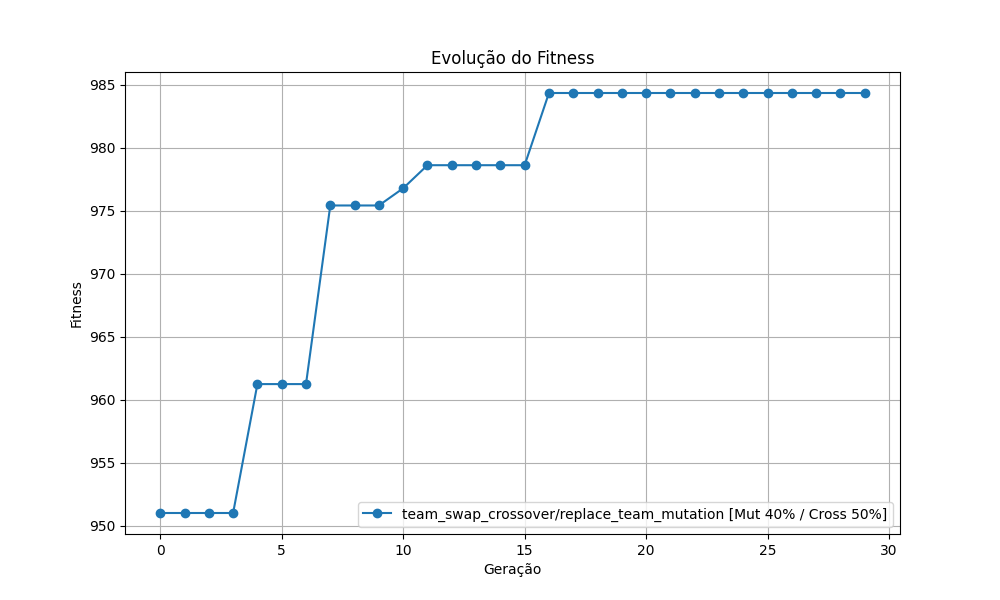 Evolução do Fitness
Fitness
985
980
975
970
965
960
955
950
team_swap_crossover/replace_team_mutation [Mut 40% / Cross 50%]
0 5 10 15 20 25 30
Geração